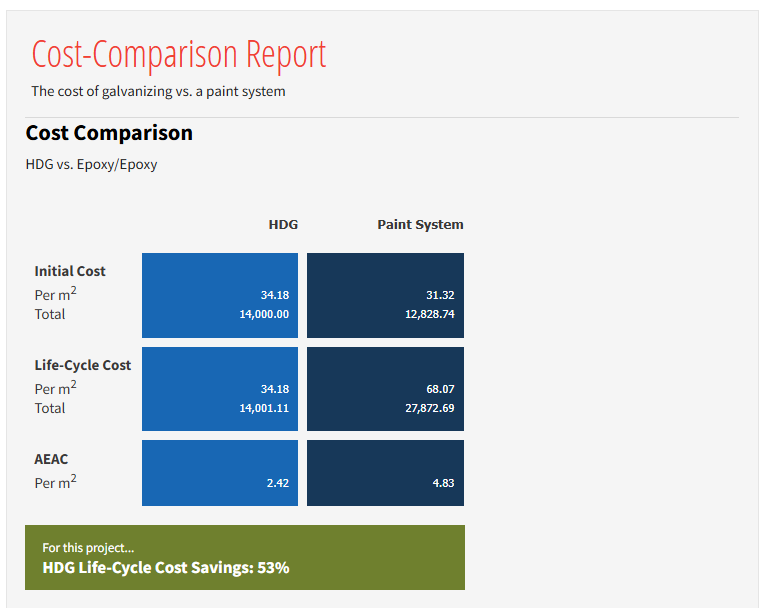 Cost-Comparison Report
The cost of galvanizing vs. a paint system
Cost Comparison
HDG vs. Epoxy/Epoxy
HDG Paint System
Initial Cost
Per m² 34.18 31.32
Total 14,000.00 12,828.74
Life-Cycle Cost
Per m² 34.18 68.07
Total 14,001.11 27,872.69
AEAC
Per m² 2.42 4.83
For this project...
HDG Life-Cycle Cost Savings: 53%